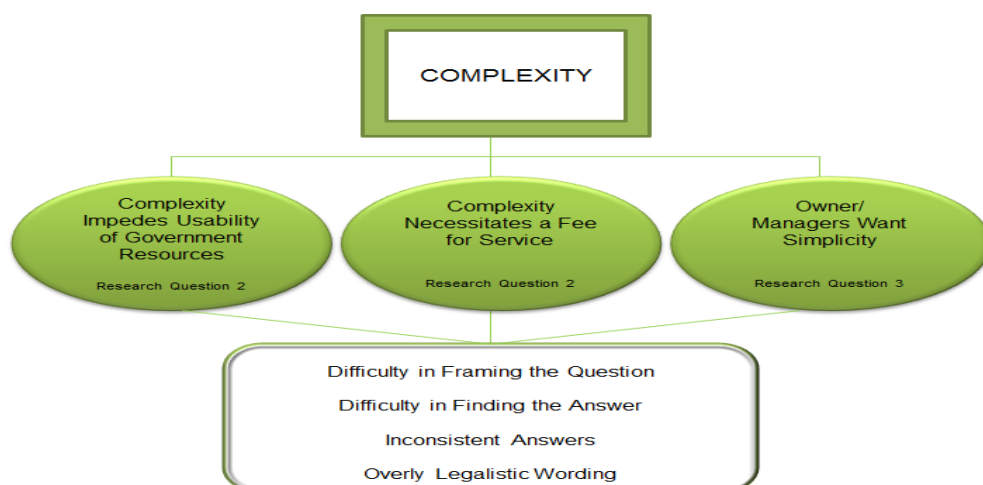 COMPLEXITY
Complexity
Impedes Usability
of Government
Resources
Research Question 2
Complexity
Necessitates a Fee
for Service
Research Question 2
Owner/
Managers Want
Simplicity
Research Question 3
Difficulty in Framing the Question
Difficulty in Finding the Answer
Inconsistent Answers
Overly Legalistic Wording